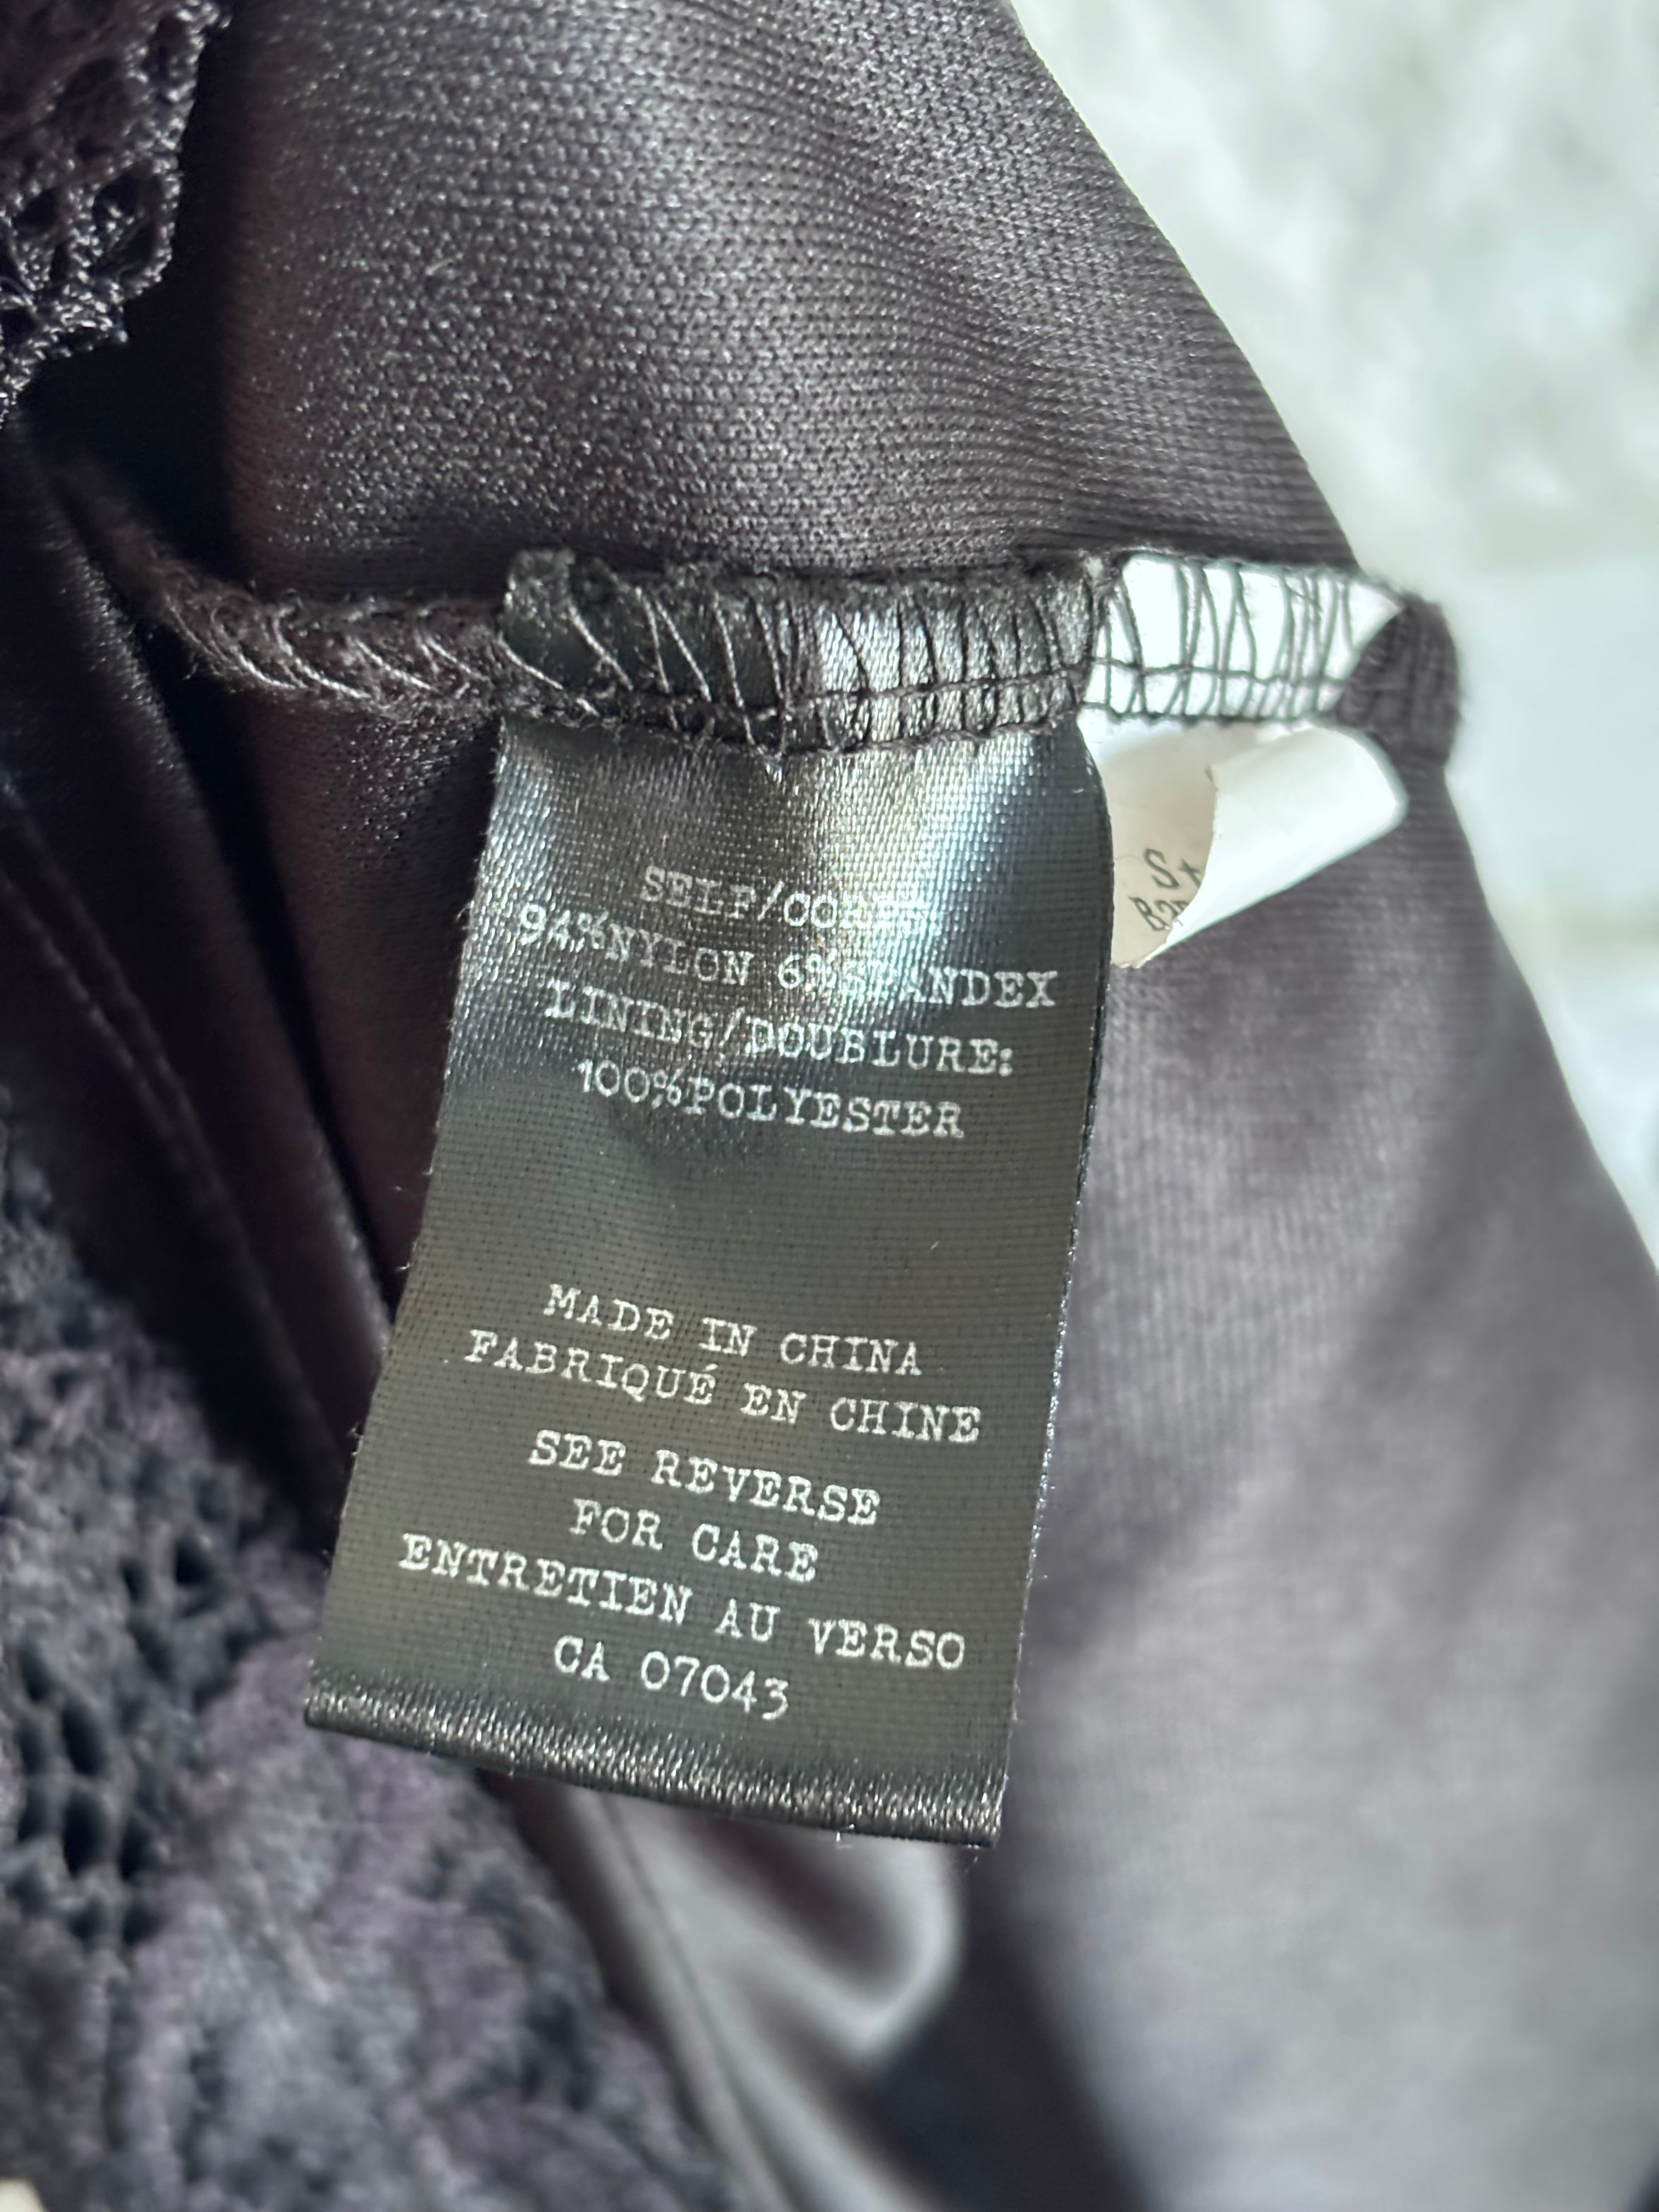 SELF/CORPS:
94%NYLON 6%SPANDEX
LINING/DOUBLURE:
100%POLYESTER
MADE IN CHINA
FABRIQUÉ EN CHINE
SEE REVERSE
FOR CARE
ENTRETIEN AU VERSO
CA 07043
S